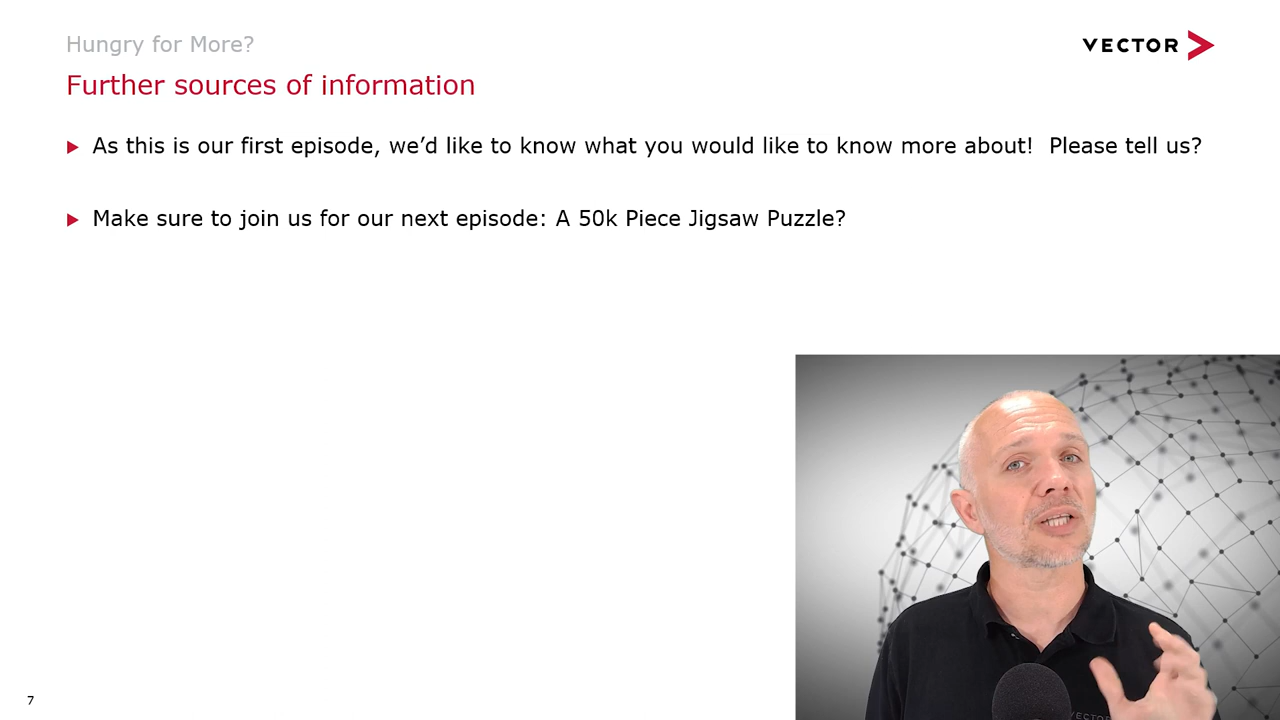 Hungry for More?
VECTOR
Further sources of information
As this is our first episode, we’d like to know what you would like to know more about!  Please tell us?
Make sure to join us for our next episode: A 50k Piece Jigsaw Puzzle?
VECTOR
7